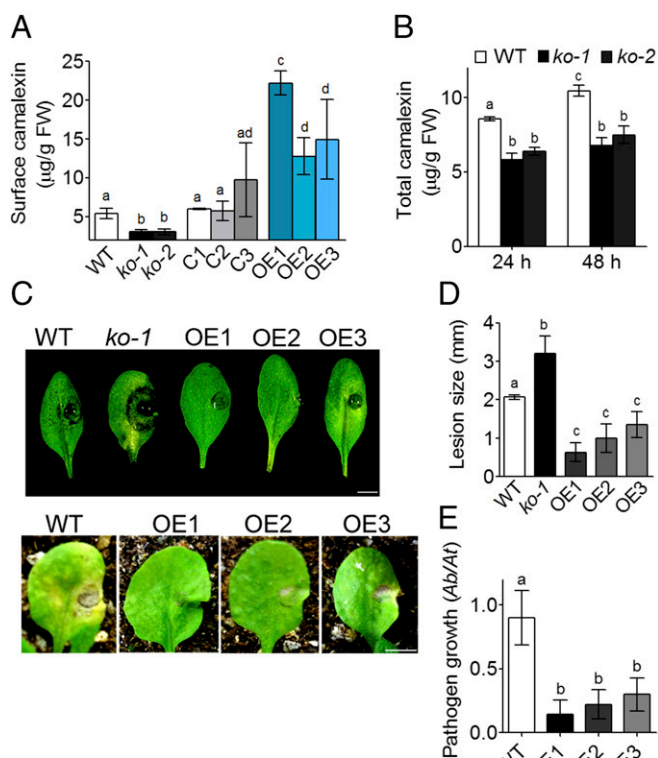 A
Surface camalexin
(µg/g FW)
25
20
15
10
5
a
b
b
a
a
ad
c
d
d
WT
ko-1
ko-2
C1
C2
C3
OE1
OE2
OE3
B
WT ko-1 ko-2
Total camalexin
(µg/g FW)
10
5
0
a
b
b
c
b
b
24 h
48 h
C
WT ko-1 OE1 OE2 OE3
WT OE1 OE2 OE3
D
Lesion size (mm)
4
3
2
1
0
a
b
c
c
c
WT
ko-1
OE1
OE2
OE3
E
Pathogen growth (Ab/At)
1.0
0.5
0.0
a
b
b
b
WT